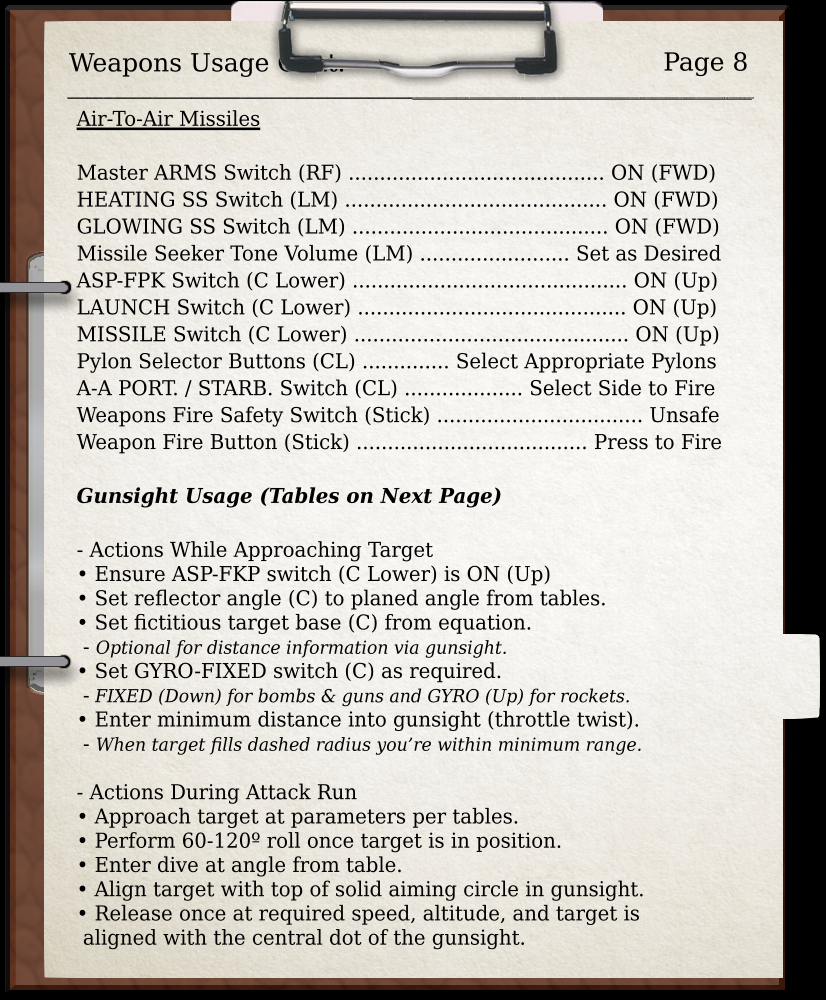 Weapons Usage
Page 8
Air-To-Air Missiles
Master ARMS Switch (RF) ......................................... ON (FWD)
HEATING SS Switch (LM) .......................................... ON (FWD)
GLOWING SS Switch (LM) ......................................... ON (FWD)
Missile Seeker Tone Volume (LM) ........................ Set as Desired
ASP-FPK Switch (C Lower) ............................................ ON (Up)
LAUNCH Switch (C Lower) ........................................... ON (Up)
MISSILE Switch (C Lower) ............................................ ON (Up)
Pylon Selector Buttons (CL) .............. Select Appropriate Pylons
A-A PORT. / STARB. Switch (CL) ................... Select Side to Fire
Weapons Fire Safety Switch (Stick) ................................. Unsafe
Weapon Fire Button (Stick) ..................................... Press to Fire
Gunsight Usage (Tables on Next Page)
- Actions While Approaching Target
• Ensure ASP-FKP switch (C Lower) is ON (Up)
• Set reflector angle (C) to planed angle from tables.
• Set fictitious target base (C) from equation.
- Optional for distance information via gunsight.
• Set GYRO-FIXED switch (C) as required.
- FIXED (Down) for bombs & guns and GYRO (Up) for rockets.
• Enter minimum distance into gunsight (throttle twist).
- When target fills dashed radius you're within minimum range.
- Actions During Attack Run
• Approach target at parameters per tables.
• Perform 60-120º roll once target is in position.
• Enter dive at angle from table.
• Align target with top of solid aiming circle in gunsight.
• Release once at required speed, altitude, and target is
aligned with the central dot of the gunsight.